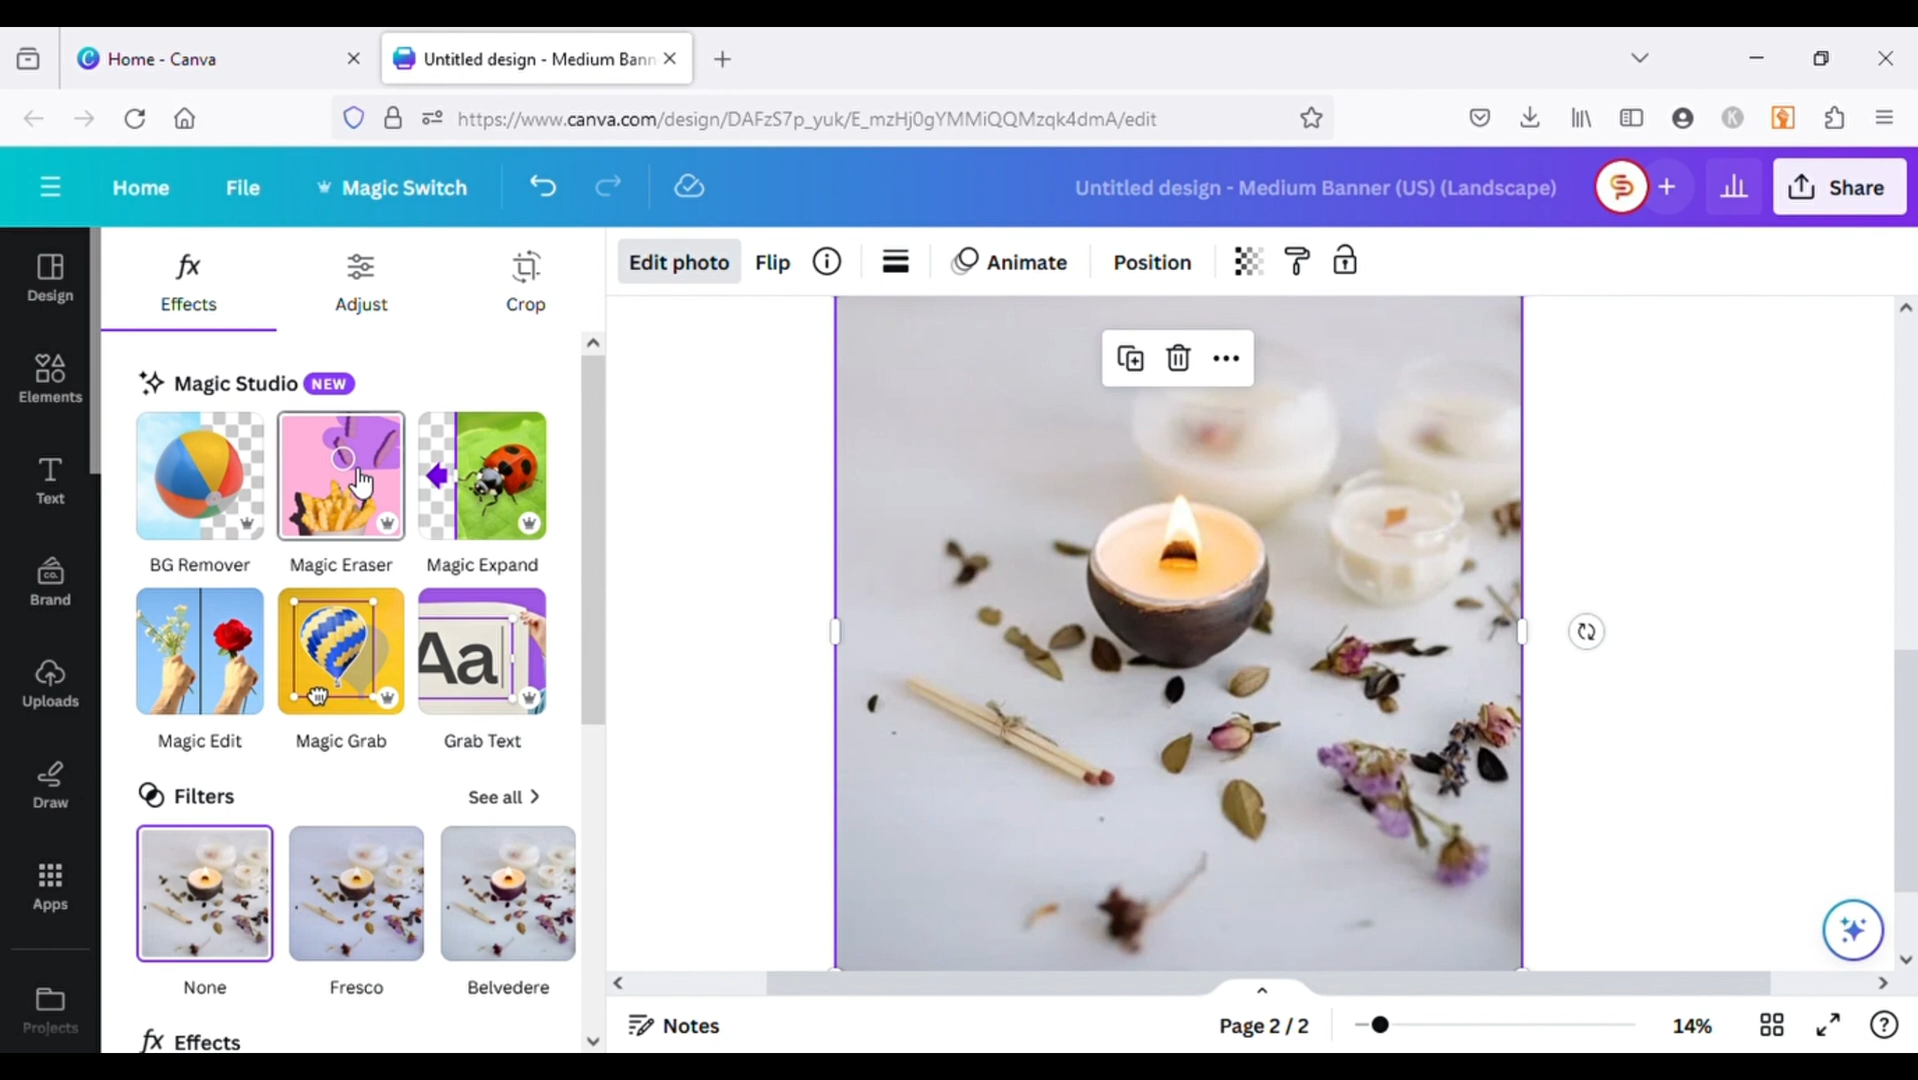 Home - Canva
Untitled design - Medium Bann
https://www.canva.com/design/DAFzS7p_yuk/E_mzHj0gYMMiQQMzqk4dmA/edit
K
Home
File
Magic Switch
Untitled design - Medium Banner (US) (Landscape)
Share
Design
Elements
Text
Brand
Uploads
Draw
Apps
Projects
fx
Effects
Adjust
Crop
Edit photo
Flip
Animate
Position
Magic Studio NEW
BG Remover
Magic Eraser
Magic Expand
Aa
Magic Edit
Magic Grab
Grab Text
Filters
See all
None
Fresco
Belvedere
fx Effects
Notes
Page 2 / 2
14%